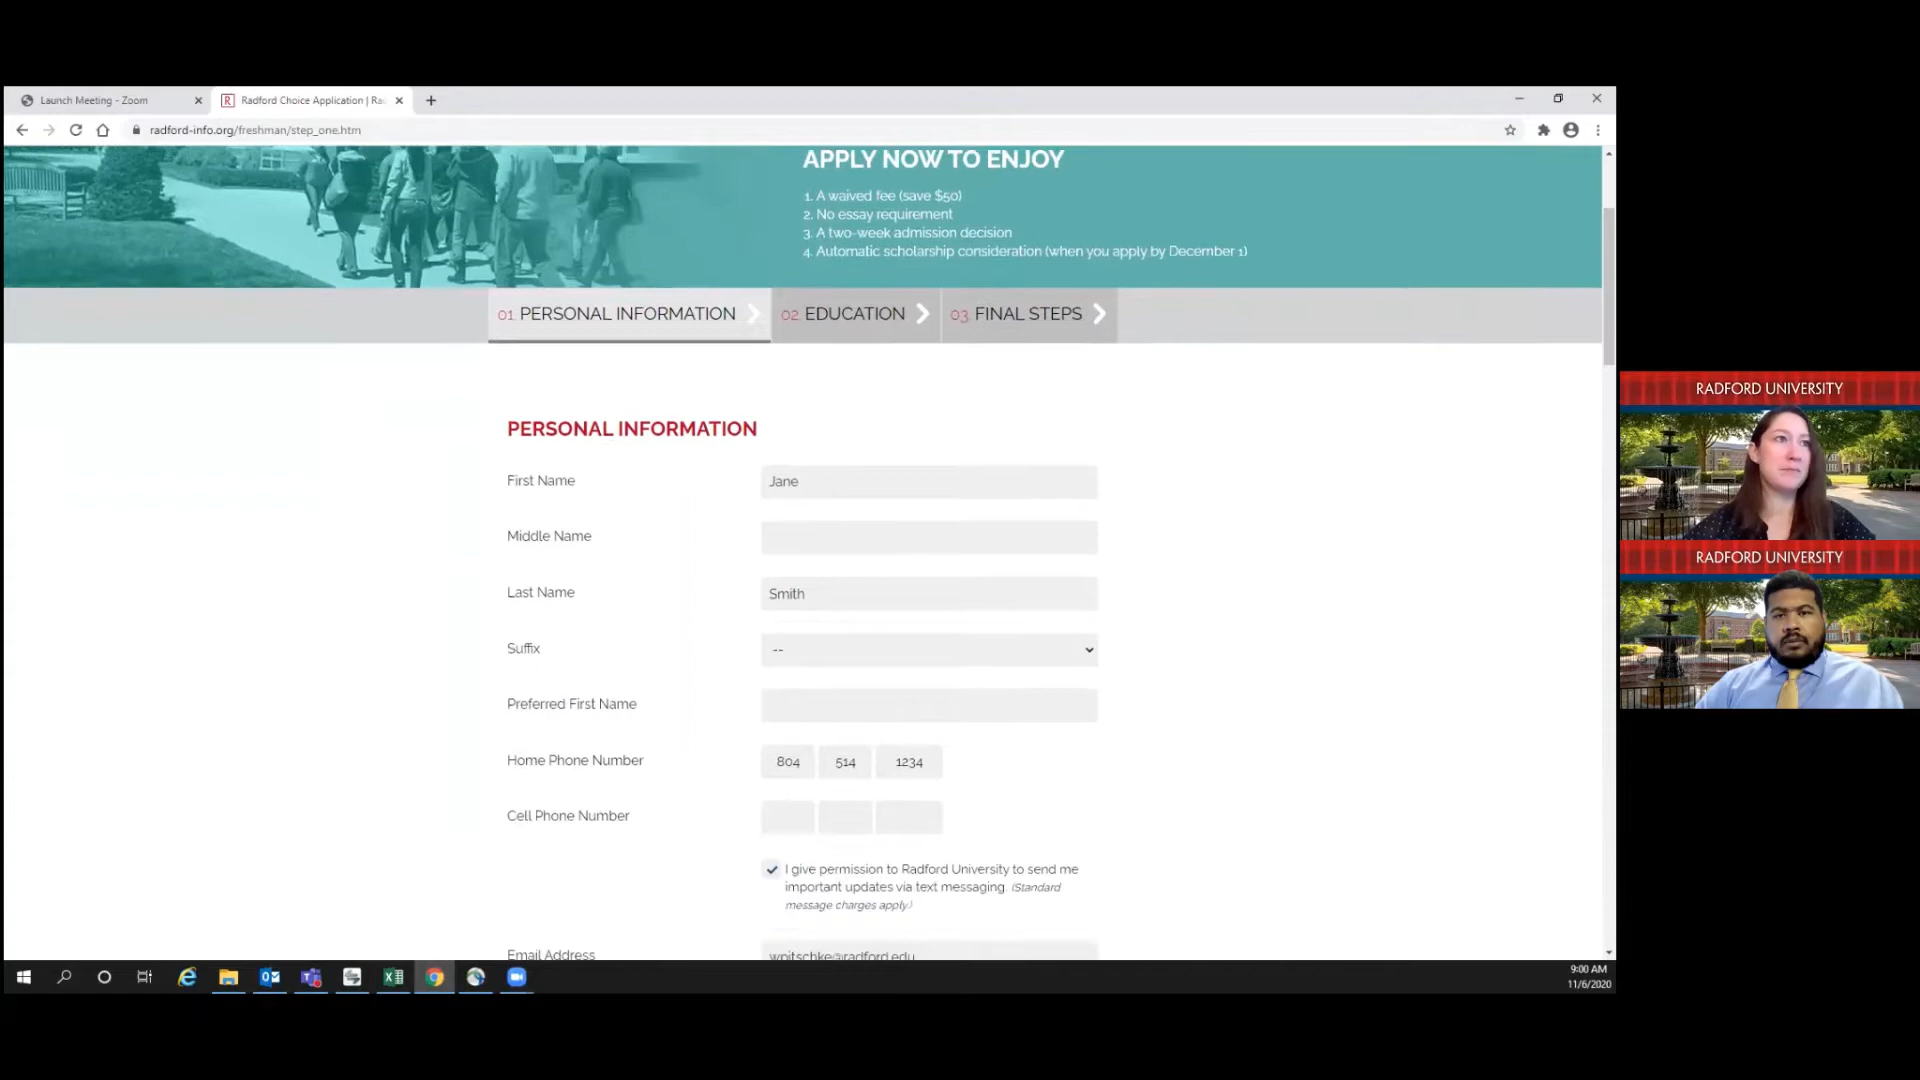 Launch Meeting - Zoom
Radford Choice Application | Ra
radford-info.org/freshman/step_one.htm
APPLY NOW TO ENJOY
1. A waived fee (save $50)
2. No essay requirement
3. A two-week admission decision
4. Automatic scholarship consideration (when you apply by December 1)
01. PERSONAL INFORMATION
02. EDUCATION
03. FINAL STEPS
PERSONAL INFORMATION
First Name
Jane
Middle Name
Last Name
Smith
Suffix
--
Preferred First Name
Home Phone Number
804 514 1234
Cell Phone Number
I give permission to Radford University to send me
important updates via text messaging. (Standard
message charges apply.)
Email Address
wpitschke@radford.edu
9:00 AM
11/6/2020
RADFORD UNIVERSITY
RADFORD UNIVERSITY